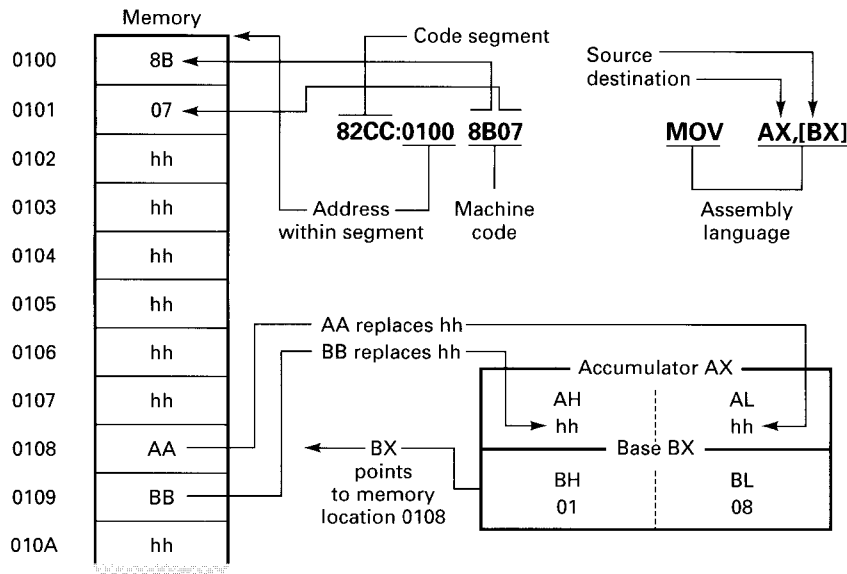 Memory
0100 8B
0101 07
0102 hh
0103 hh
0104 hh
0105 hh
0106 hh
0107 hh
0108 AA
0109 BB
010A hh
Code segment
82CC:0100 8B07
Address
within segment
Machine
code
Source
destination
MOV AX,[BX]
Assembly
language
AA replaces hh
BB replaces hh
Accumulator AX
AH AL
hh hh
Base BX
BH BL
01 08
BX
points
to memory
location 0108